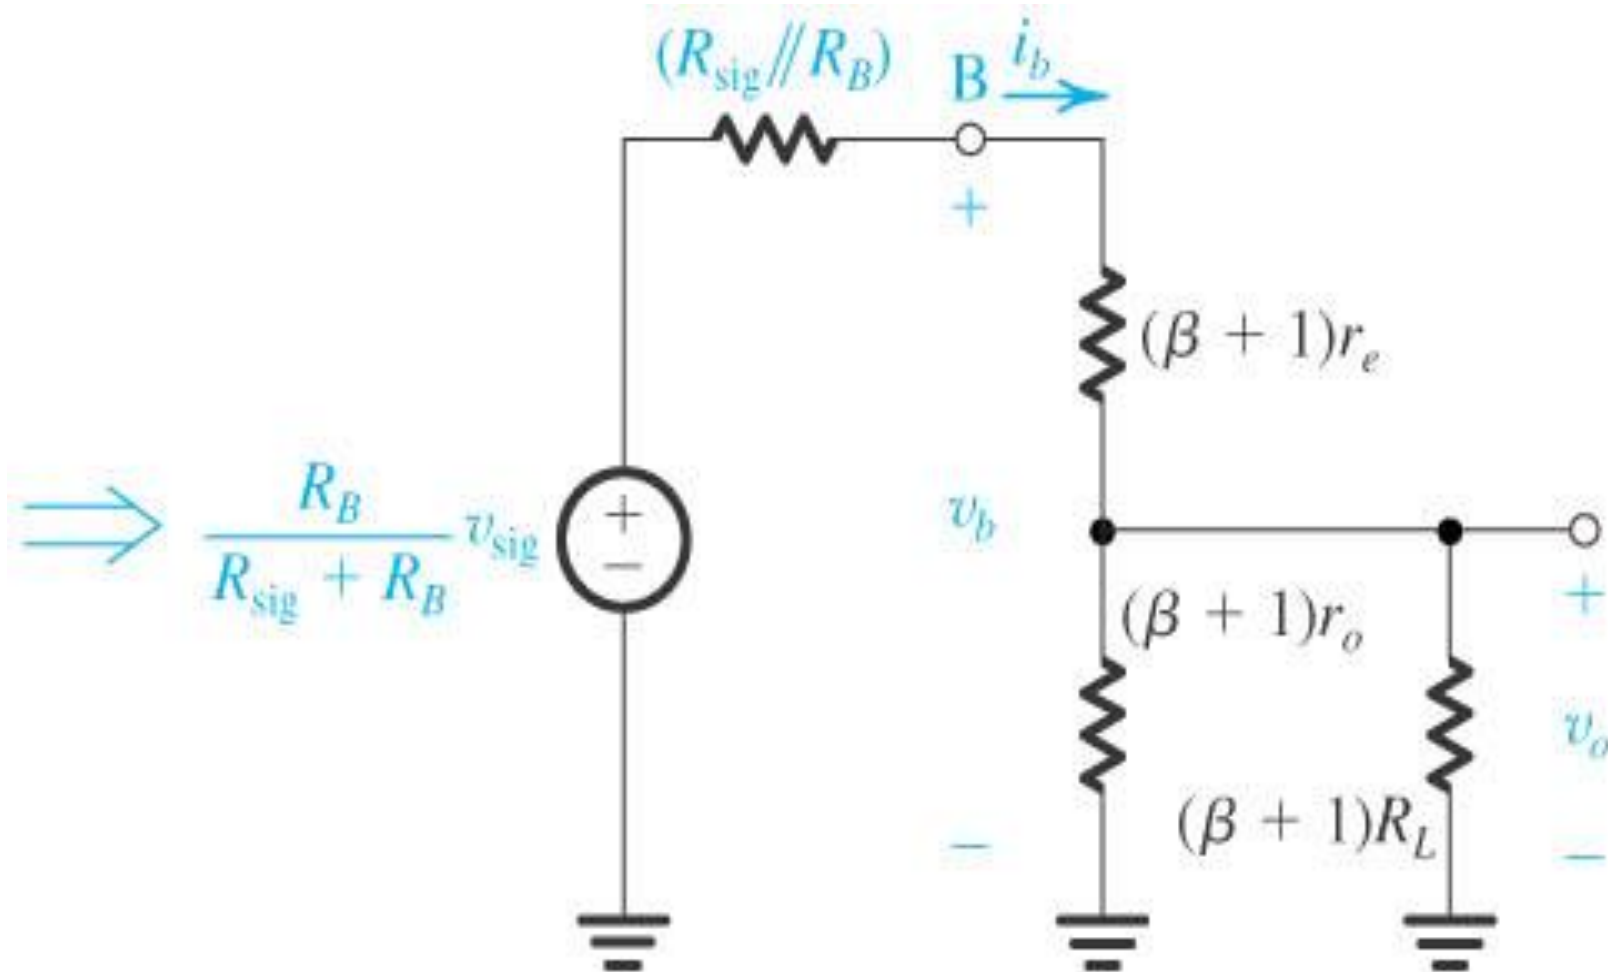 (R_sig//R_B) B i_b
+
(β + 1)r_e
R_B
――― v_sig + v_b
R_sig + R_B −
(β + 1)r_o +
v_o
− (β + 1)R_L −